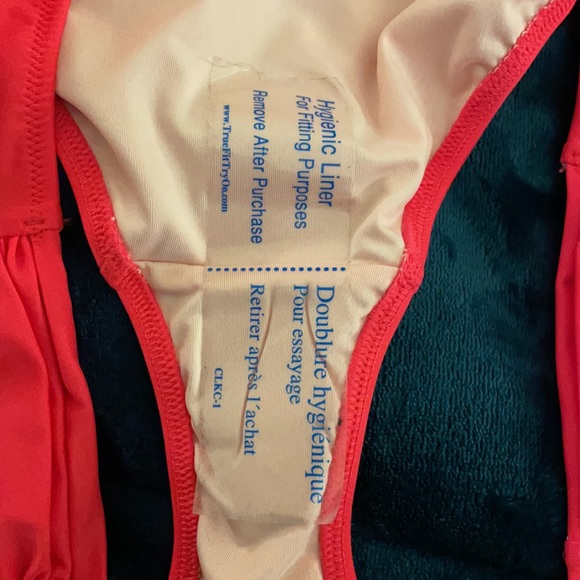 Hygienic Liner
For Fitting Purposes
Remove After Purchase
www.TrueFitTryOn.com
Doublure hygiénique
Pour essayage
Retirer après l'achat
CLKC-1